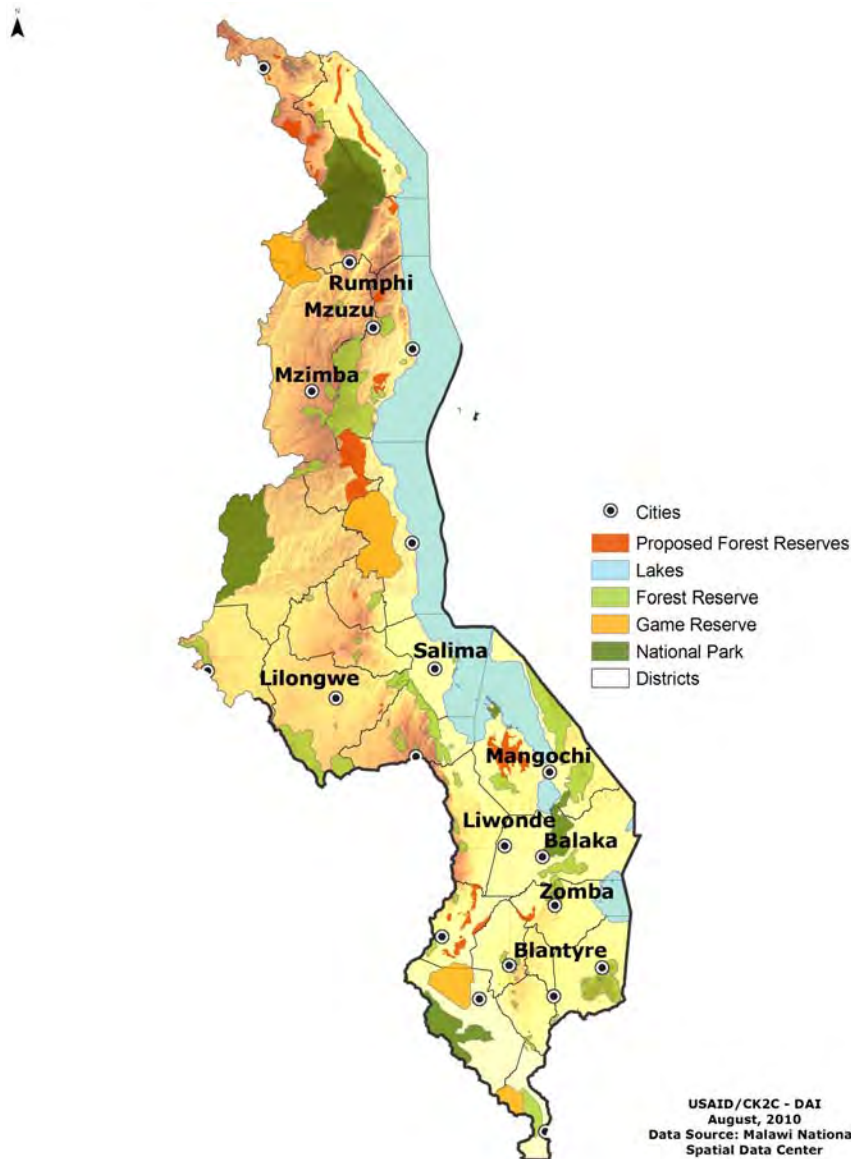 N
Rumphi
Mzuzu
Mzimba
Cities
Proposed Forest Reserves
Lakes
Forest Reserve
Game Reserve
National Park
Districts
Salima
Lilongwe
Mangochi
Liwonde
Balaka
Zomba
Blantyre
USAID/CK2C - DAI
August, 2010
Data Source: Malawi Nationa
Spatial Data Center